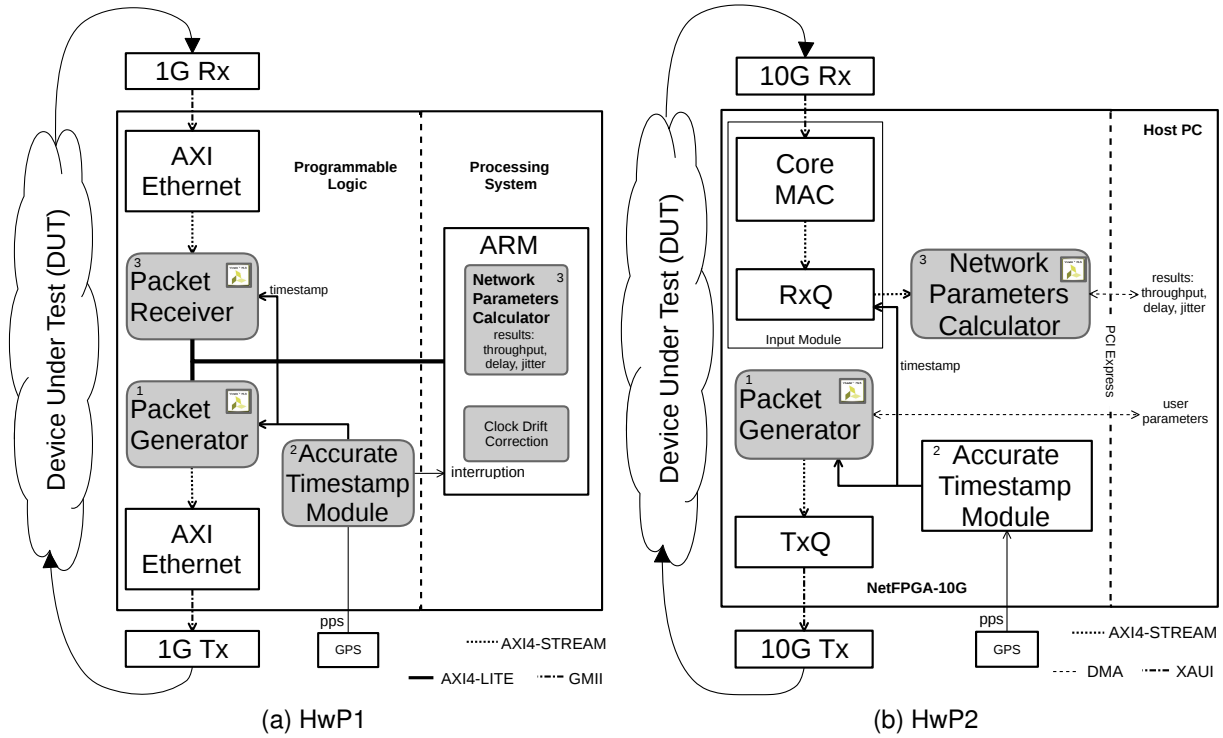 1G Rx
AXI
Ethernet
Programmable
Logic
Processing
System
Device Under Test (DUT)
3
Packet
Receiver
timestamp
ARM
Network
3
Parameters
Calculator
results:
throughput,
delay, jitter
1
Packet
Generator
Clock Drift
Correction
2
Accurate
Timestamp
Module
interruption
AXI
Ethernet
pps
GPS
1G Tx
AXI4-STREAM
AXI4-LITE
GMII
(a) HwP1
10G Rx
Host PC
Core
MAC
Device Under Test (DUT)
RxQ
Input Module
3
Network
Parameters
Calculator
results:
throughput,
delay, jitter
PCI Express
timestamp
1
Packet
Generator
user
parameters
2
Accurate
Timestamp
Module
TxQ
NetFPGA-10G
pps
GPS
10G Tx
AXI4-STREAM
DMA
XAUI
(b) HwP2